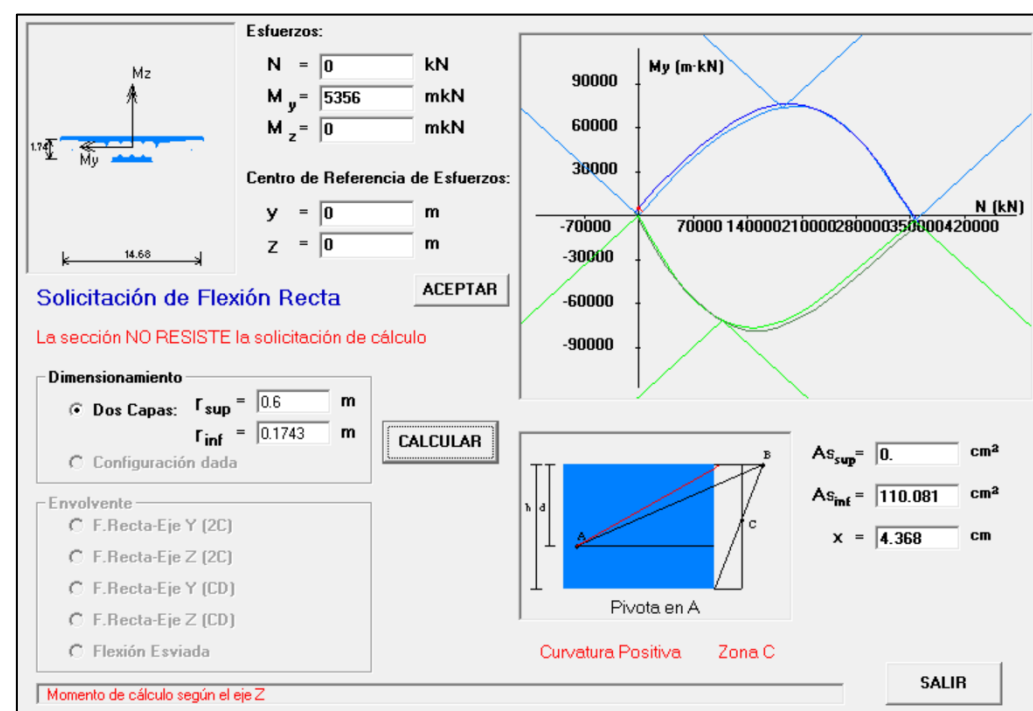 Mz
My
1.74
14.68
Esfuerzos:
N = 0 kN
M y = 5356 mkN
M z = 0 mkN
Centro de Referencia de Esfuerzos:
y = 0 m
z = 0 m
ACEPTAR
Solicitación de Flexión Recta
La sección NO RESISTE la solicitación de cálculo
My (m·kN)
90000
60000
30000
N (kN)
-70000 70000 140000 210000 280000 350000 420000
-30000
-60000
-90000
Dimensionamiento
Dos Capas: r sup = 0.6 m
r inf = 0.1743 m
Configuración dada
CALCULAR
Envolvente
F.Recta-Eje Y (2C)
F.Recta-Eje Z (2C)
F.Recta-Eje Y (CD)
F.Recta-Eje Z (CD)
Flexión Esviada
h d
A
B
C
Pivota en A
As sup = 0. cm²
As inf = 110.081 cm²
x = 4.368 cm
Curvatura Positiva Zona C
SALIR
Momento de cálculo según el eje Z